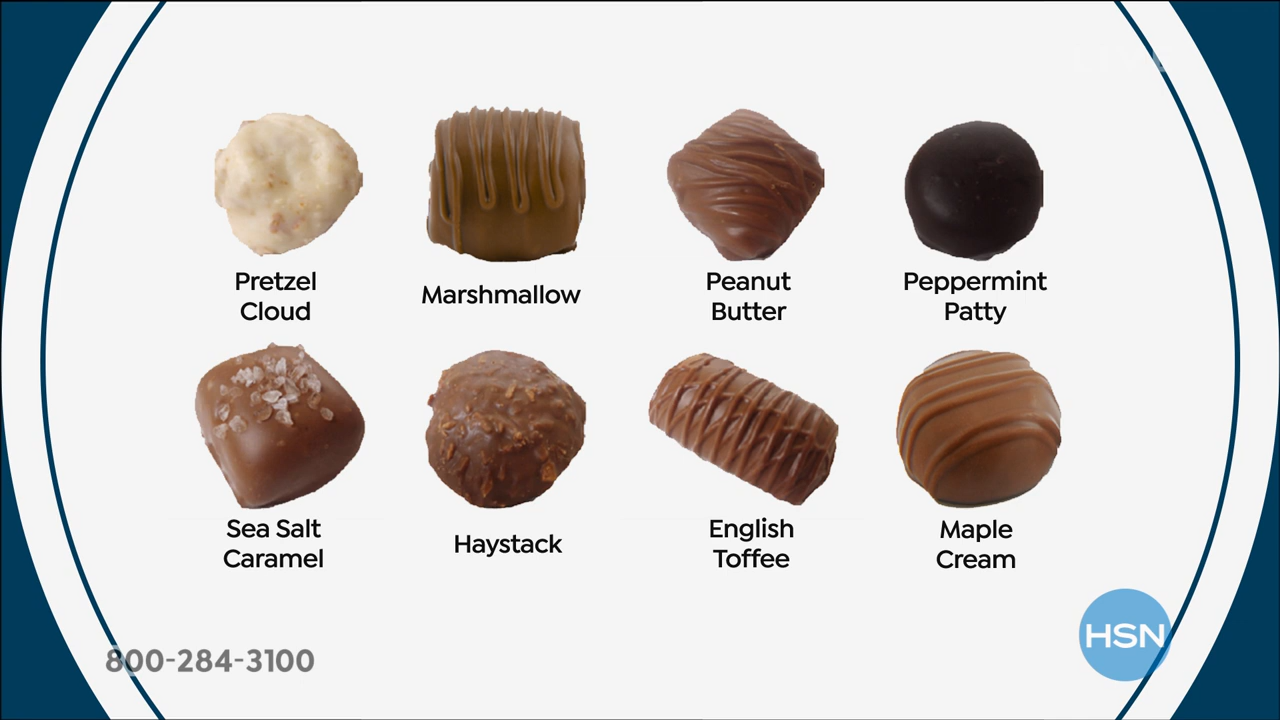 Pretzel
Cloud
Marshmallow
Peanut
Butter
Peppermint
Patty
Sea Salt
Caramel
Haystack
English
Toffee
Maple
Cream
800-284-3100
HSN